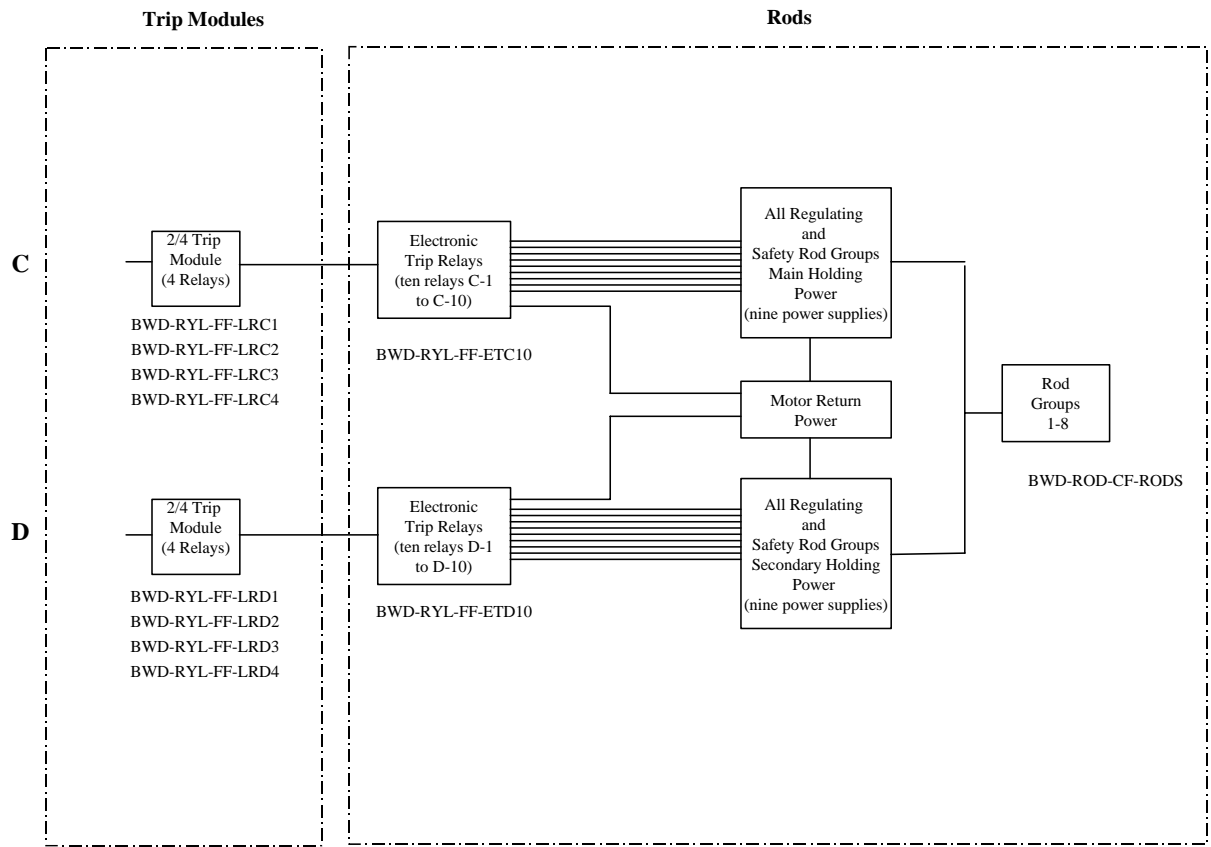 Trip Modules
Rods
C
2/4 Trip
Module
(4 Relays)
BWD-RYL-FF-LRC1
BWD-RYL-FF-LRC2
BWD-RYL-FF-LRC3
BWD-RYL-FF-LRC4
Electronic
Trip Relays
(ten relays C-1
to C-10)
BWD-RYL-FF-ETC10
All Regulating
and
Safety Rod Groups
Main Holding
Power
(nine power supplies)
Motor Return
Power
Rod
Groups
1-8
BWD-ROD-CF-RODS
D
2/4 Trip
Module
(4 Relays)
BWD-RYL-FF-LRD1
BWD-RYL-FF-LRD2
BWD-RYL-FF-LRD3
BWD-RYL-FF-LRD4
Electronic
Trip Relays
(ten relays D-1
to D-10)
BWD-RYL-FF-ETD10
All Regulating
and
Safety Rod Groups
Secondary Holding
Power
(nine power supplies)